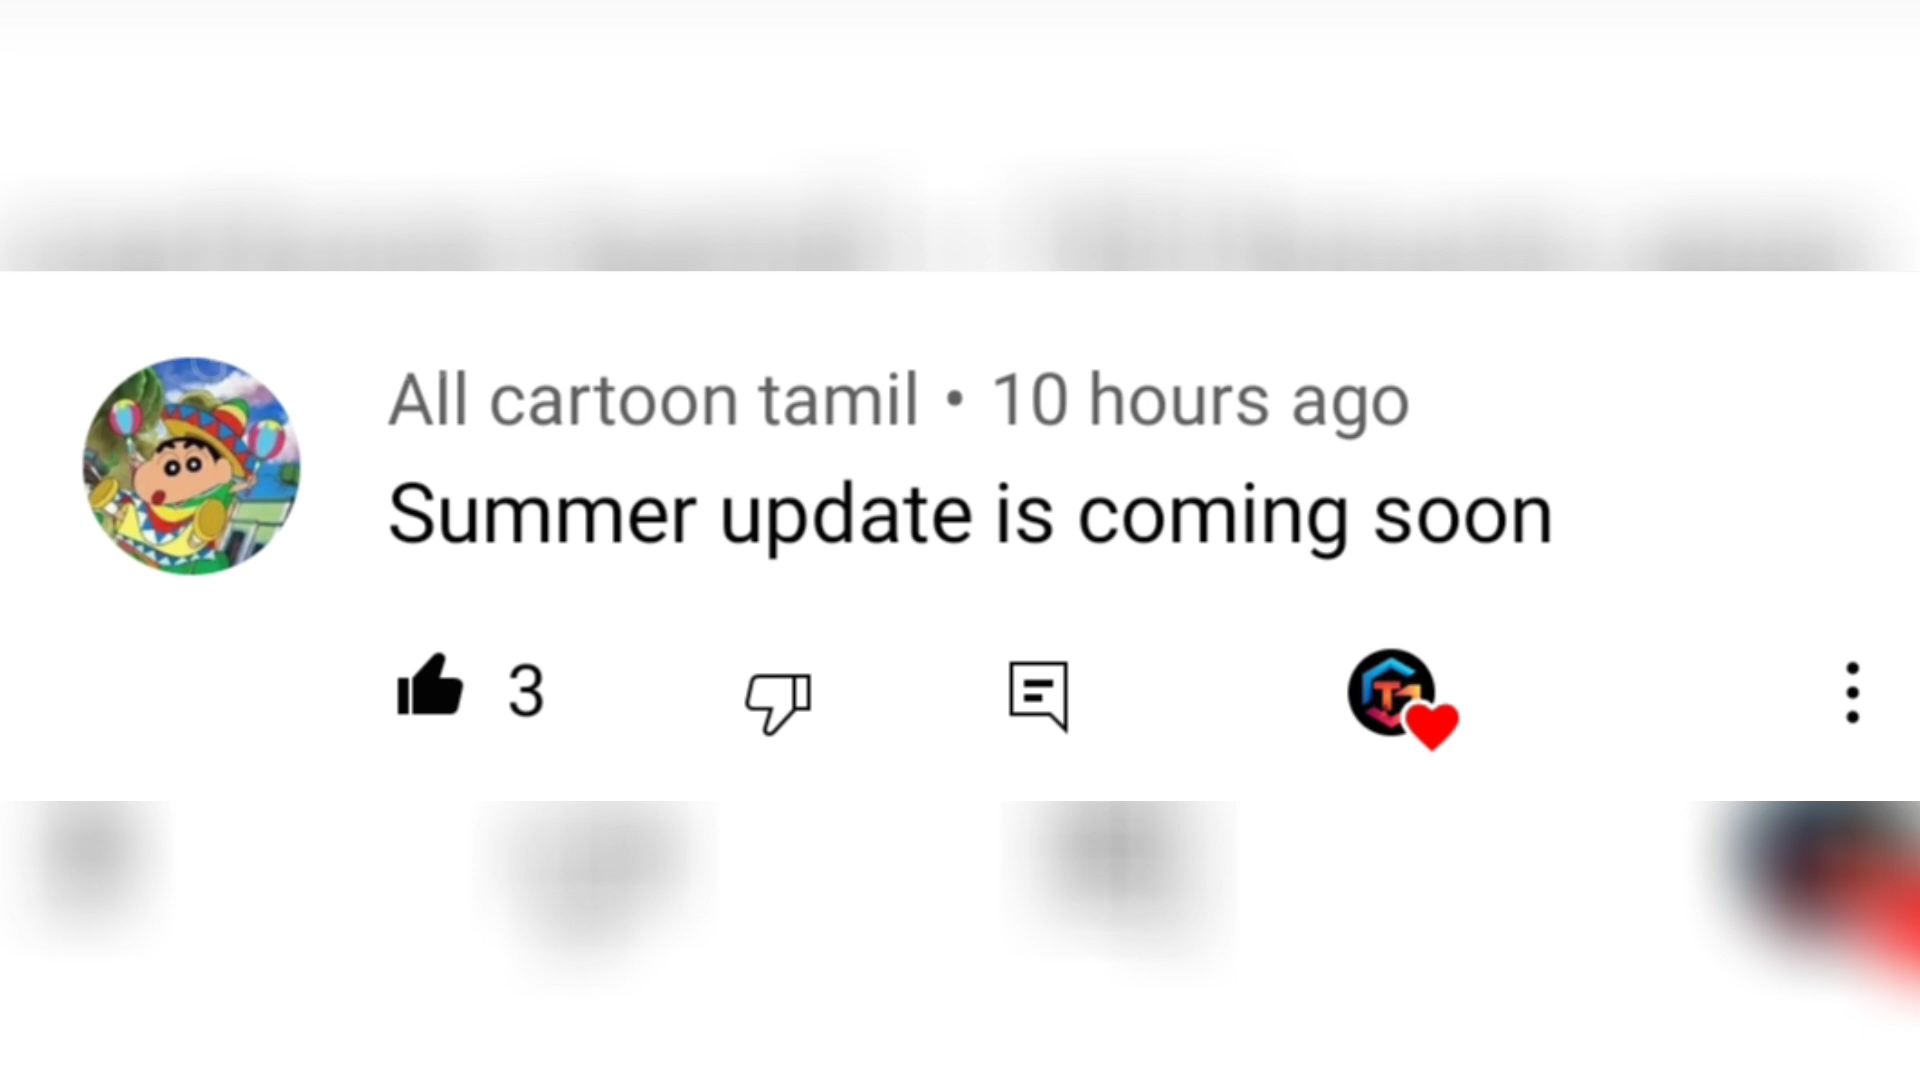 All cartoon tamil • 10 hours ago
Summer update is coming soon
3